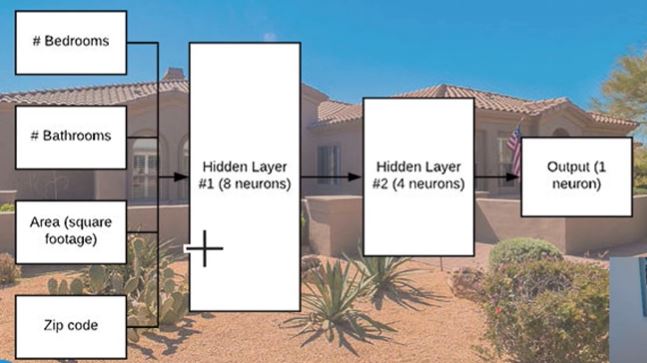 # Bedrooms
# Bathrooms
Area (square
footage)
Zip code
Hidden Layer
#1 (8 neurons)
Hidden Layer
#2 (4 neurons)
Output (1
neuron)